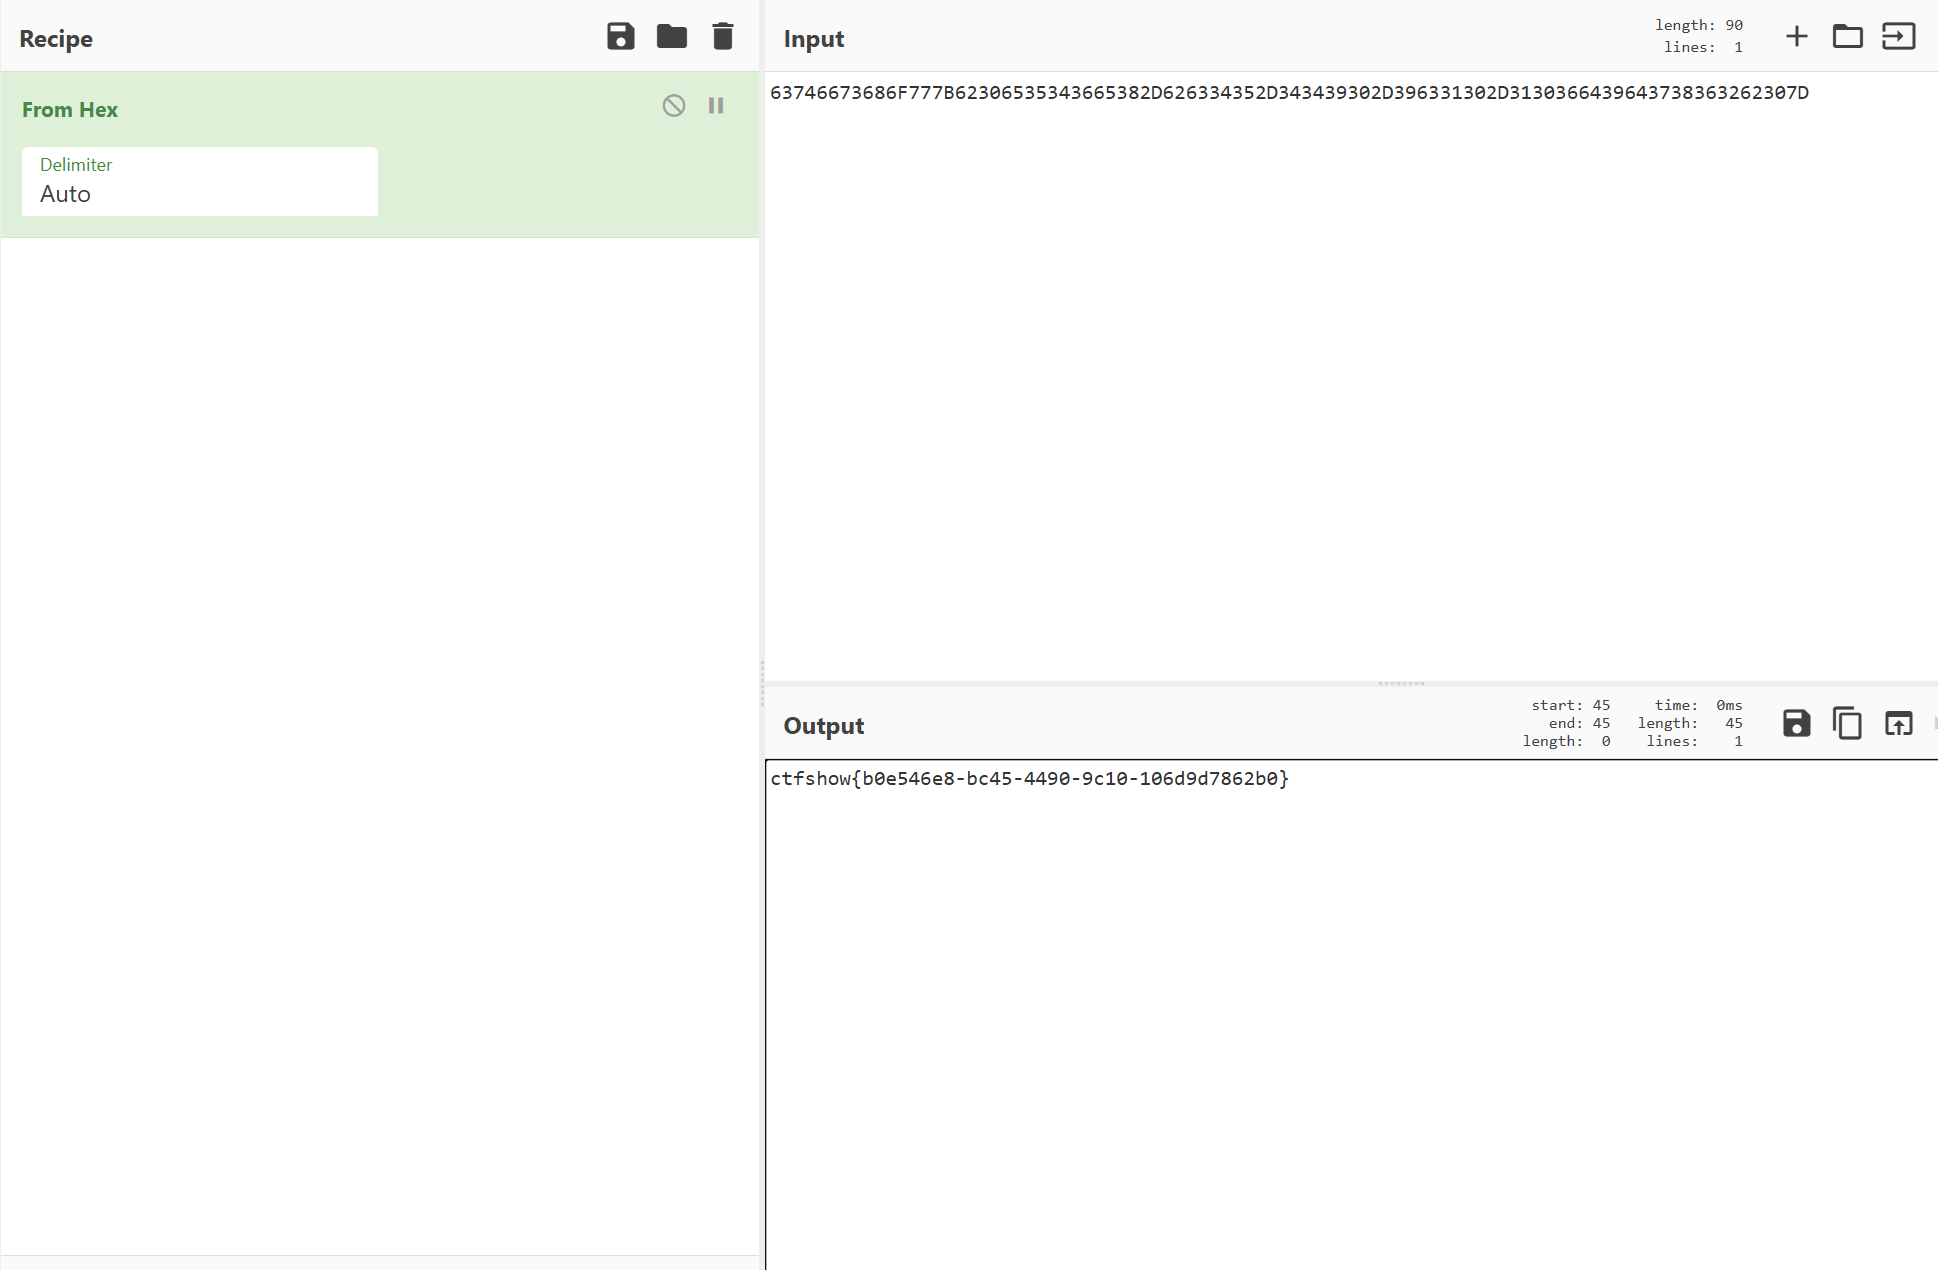 Recipe
From Hex
Delimiter
Auto
Input
length: 90
lines: 1
63746673686F777B62306535343665382D626334352D343439302D396331302D3130366439643738363262307D
Output
start: 45 time: 0ms
end: 45 length: 45
length: 0 lines: 1
ctfshow{b0e546e8-bc45-4490-9c10-106d9d7862b0}